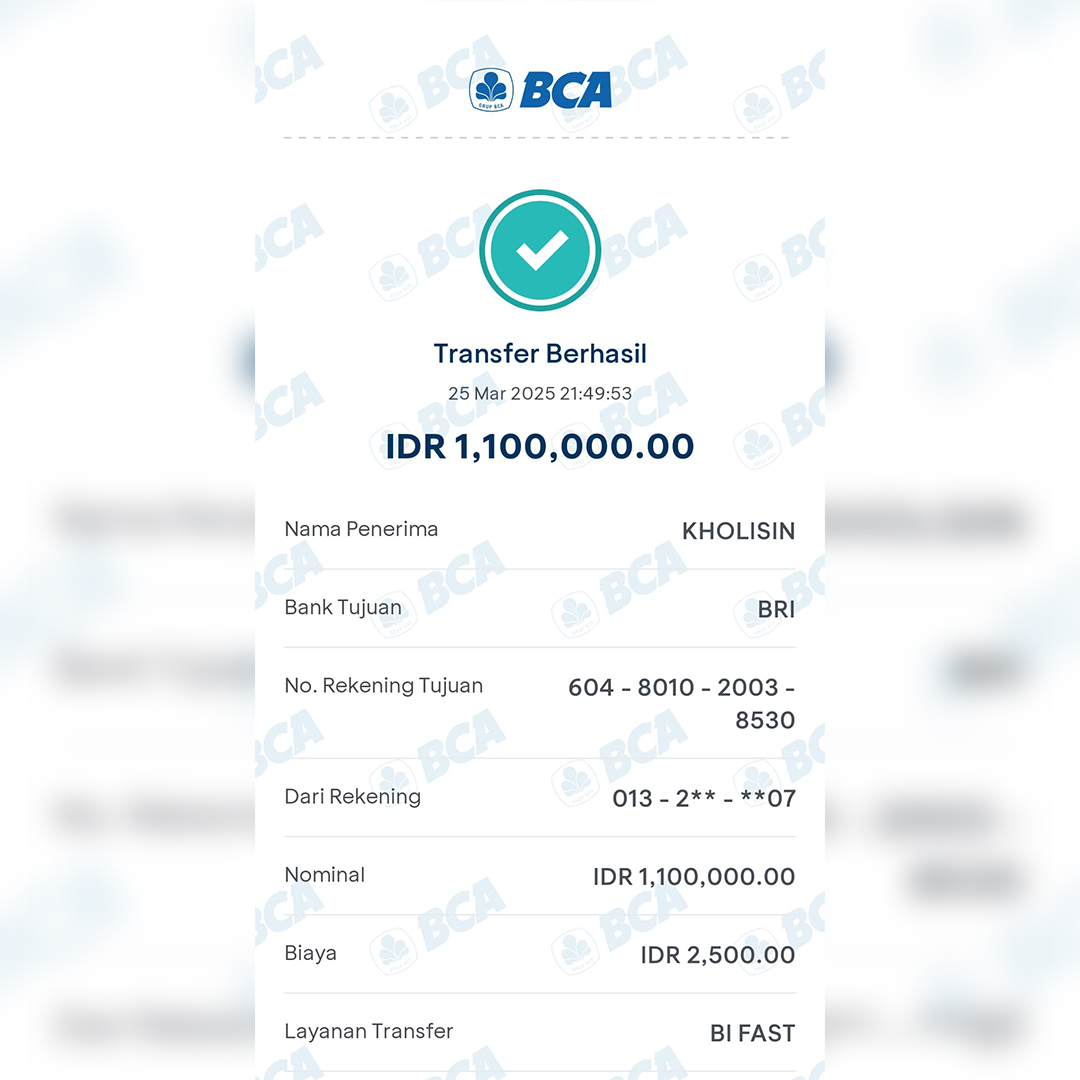 GRUP BCA
BCA
Transfer Berhasil
25 Mar 2025 21:49:53
IDR 1,100,000.00
Nama Penerima KHOLISIN
Bank Tujuan BRI
No. Rekening Tujuan 604 - 8010 - 2003 -
8530
Dari Rekening 013 - 2** - **07
Nominal IDR 1,100,000.00
Biaya IDR 2,500.00
Layanan Transfer BI FAST